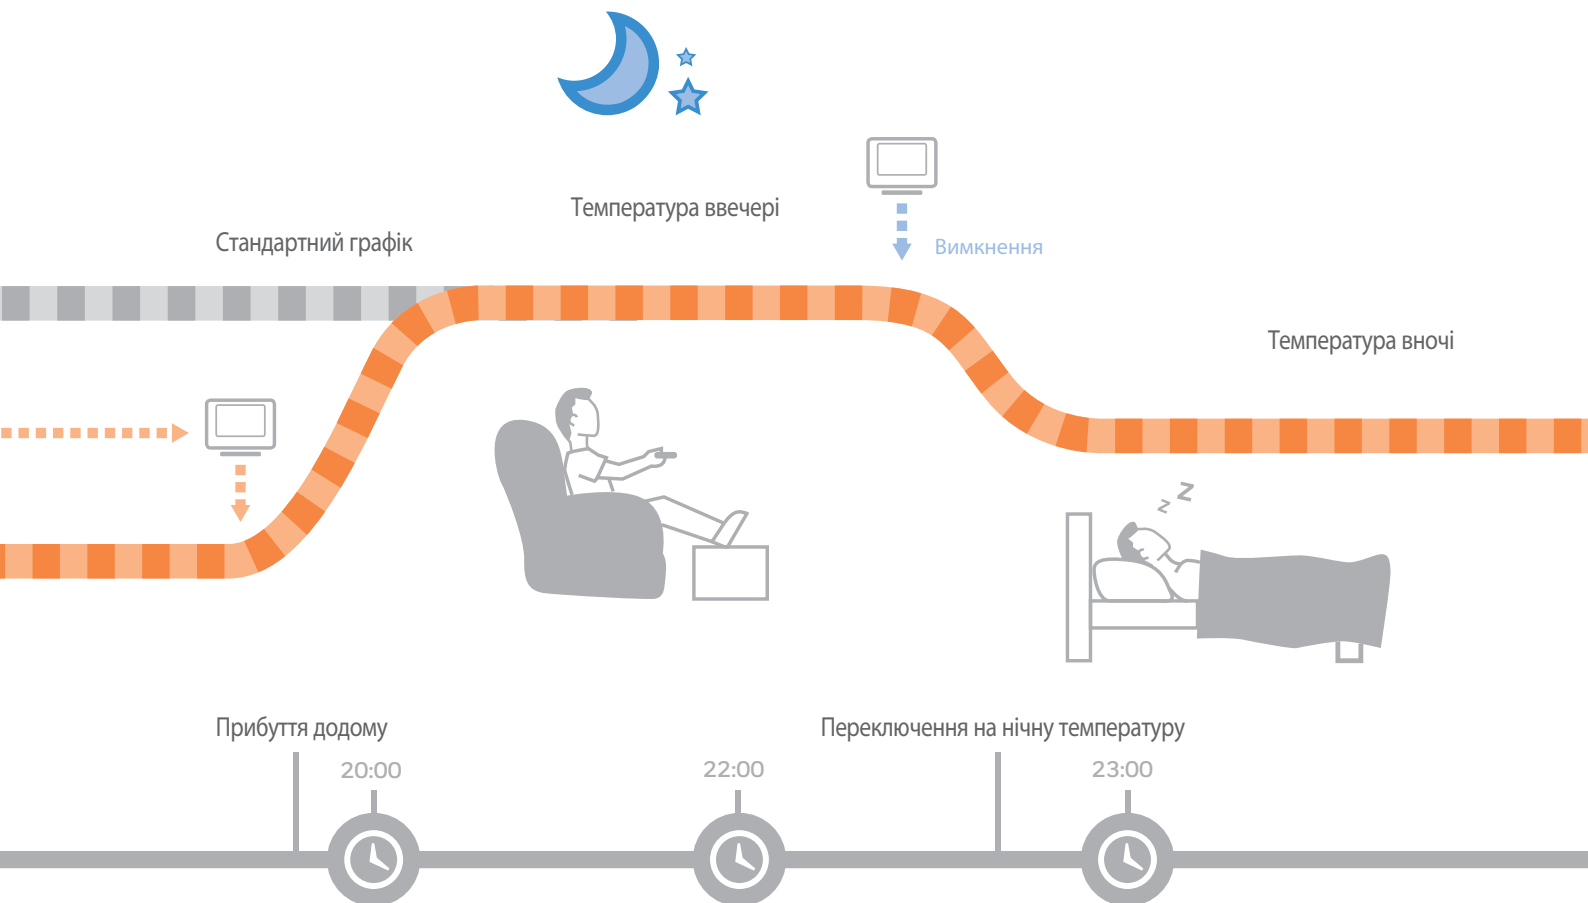 Температура ввечері
Стандартний графік
Вимкнення
Температура вночі
z z
Прибуття додому
Переключення на нічну температуру
20:00
22:00
23:00